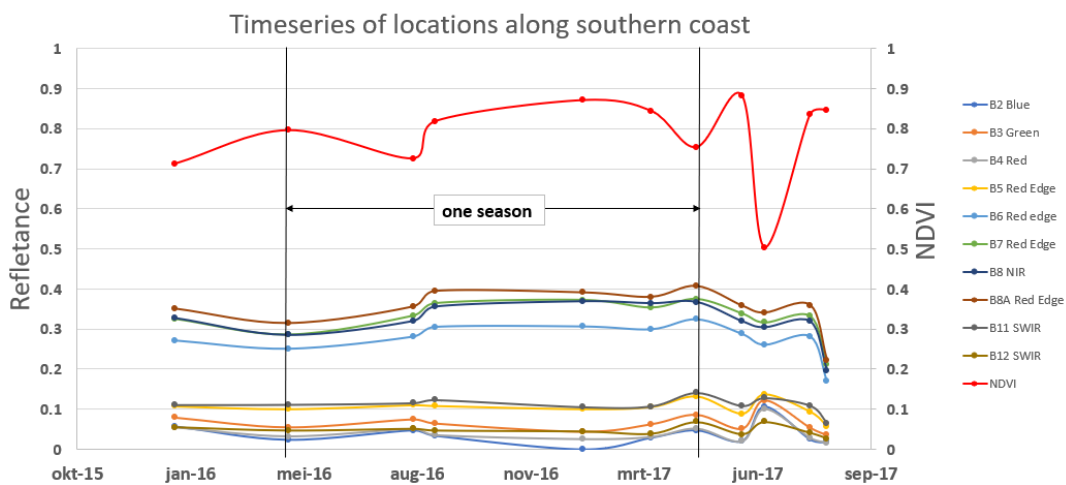 Timeseries of locations along southern coast
1 1
0.9 0.9
0.8 0.8
0.7 0.7
0.6 0.6
0.5 0.5
0.4 0.4
0.3 0.3
0.2 0.2
0.1 0.1
0 0
Refletance
NDVI
one season
okt-15 jan-16 mei-16 aug-16 nov-16 mrt-17 jun-17 sep-17
B2 Blue
B3 Green
B4 Red
B5 Red Edge
B6 Red edge
B7 Red Edge
B8 NIR
B8A Red Edge
B11 SWIR
B12 SWIR
NDVI